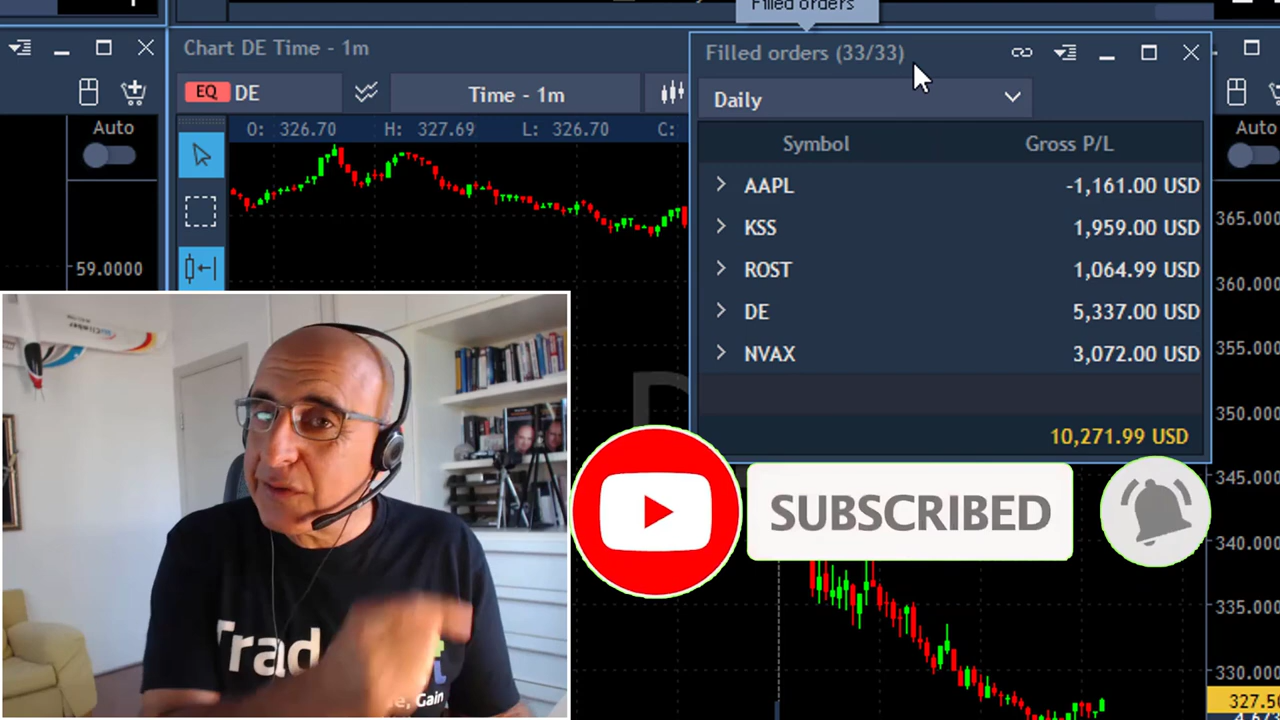 Filled orders
Chart DE Time - 1m
Filled orders (33/33)
EQ DE
Time - 1m
Daily
Auto
O: 326.70 H: 327.69 L: 326.70 C:
Symbol Gross P/L
Auto
AAPL -1,161.00 USD
KSS 1,959.00 USD
365.000
59.0000
ROST 1,064.99 USD
360.000
DE 5,337.00 USD
NVAX 3,072.00 USD
355.000
350.000
10,271.99 USD
345.000
SUBSCRIBED
340.000
335.000
Gain
330.000
327.50